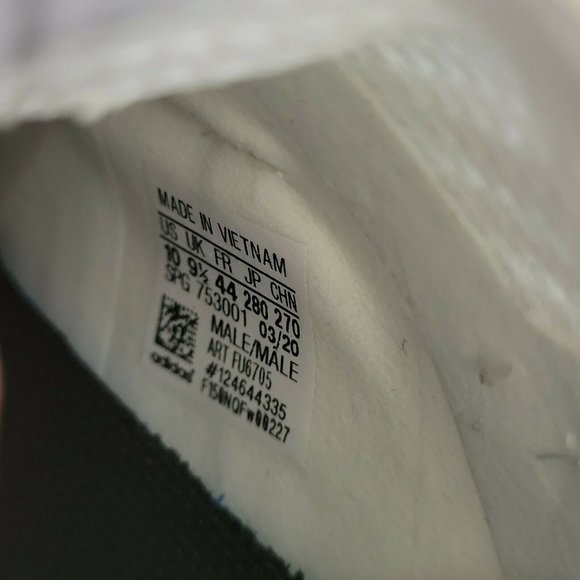 MADE IN VIETNAM
US UK FR JP CHN
10 9½ 44 280 270
SPG 753001 03/20
MALE/MALE
ART FU6705
#124644335
F150NQFW00227
adidas